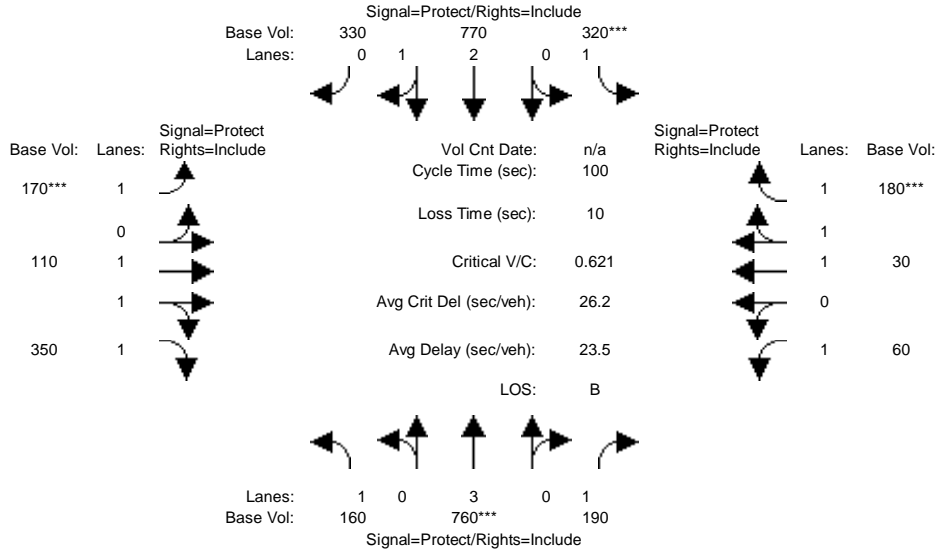 Signal=Protect/Rights=Include
Base Vol: 330 770 320***
Lanes: 0 1 2 0 1
Signal=Protect
Base Vol: Lanes: Rights=Include
Vol Cnt Date: n/a
Signal=Protect
Rights=Include Lanes: Base Vol:
Cycle Time (sec): 100
170*** 1
1 180***
Loss Time (sec): 10
0
1
110 1
Critical V/C: 0.621
1 30
1
Avg Crit Del (sec/veh): 26.2
0
350 1
Avg Delay (sec/veh): 23.5
1 60
LOS: B
Lanes: 1 0 3 0 1
Base Vol: 160 760*** 190
Signal=Protect/Rights=Include